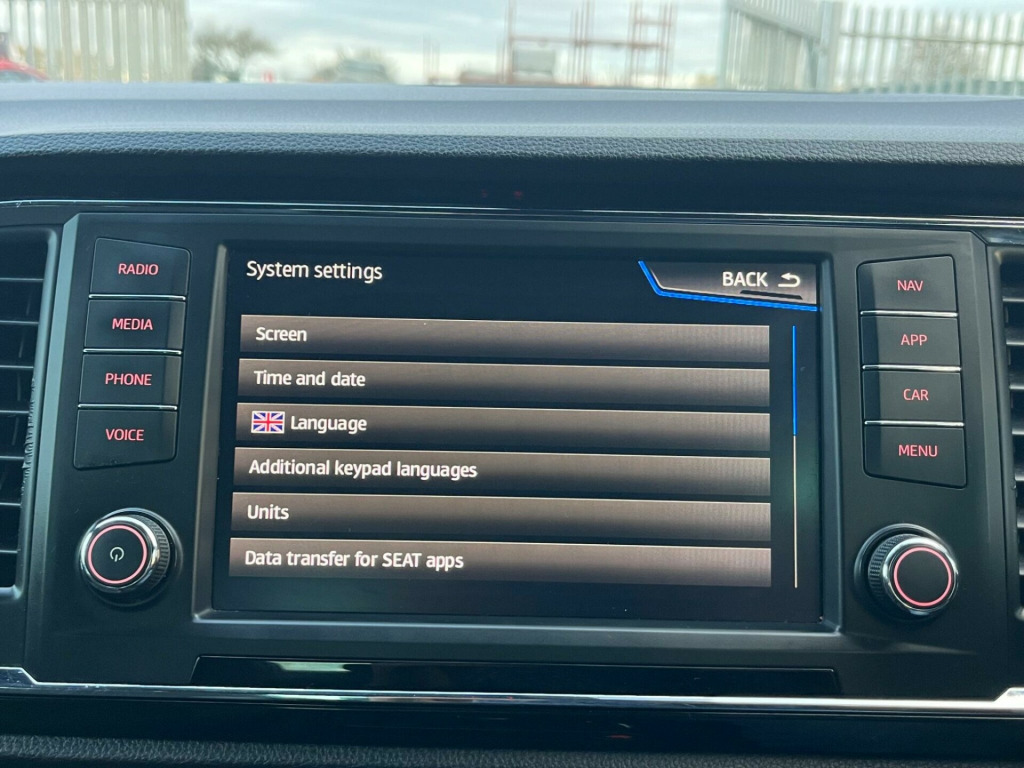 System settings
BACK
Screen
Time and date
Language
Additional keypad languages
Units
Data transfer for SEAT apps
RADIO
MEDIA
PHONE
VOICE
NAV
APP
CAR
MENU